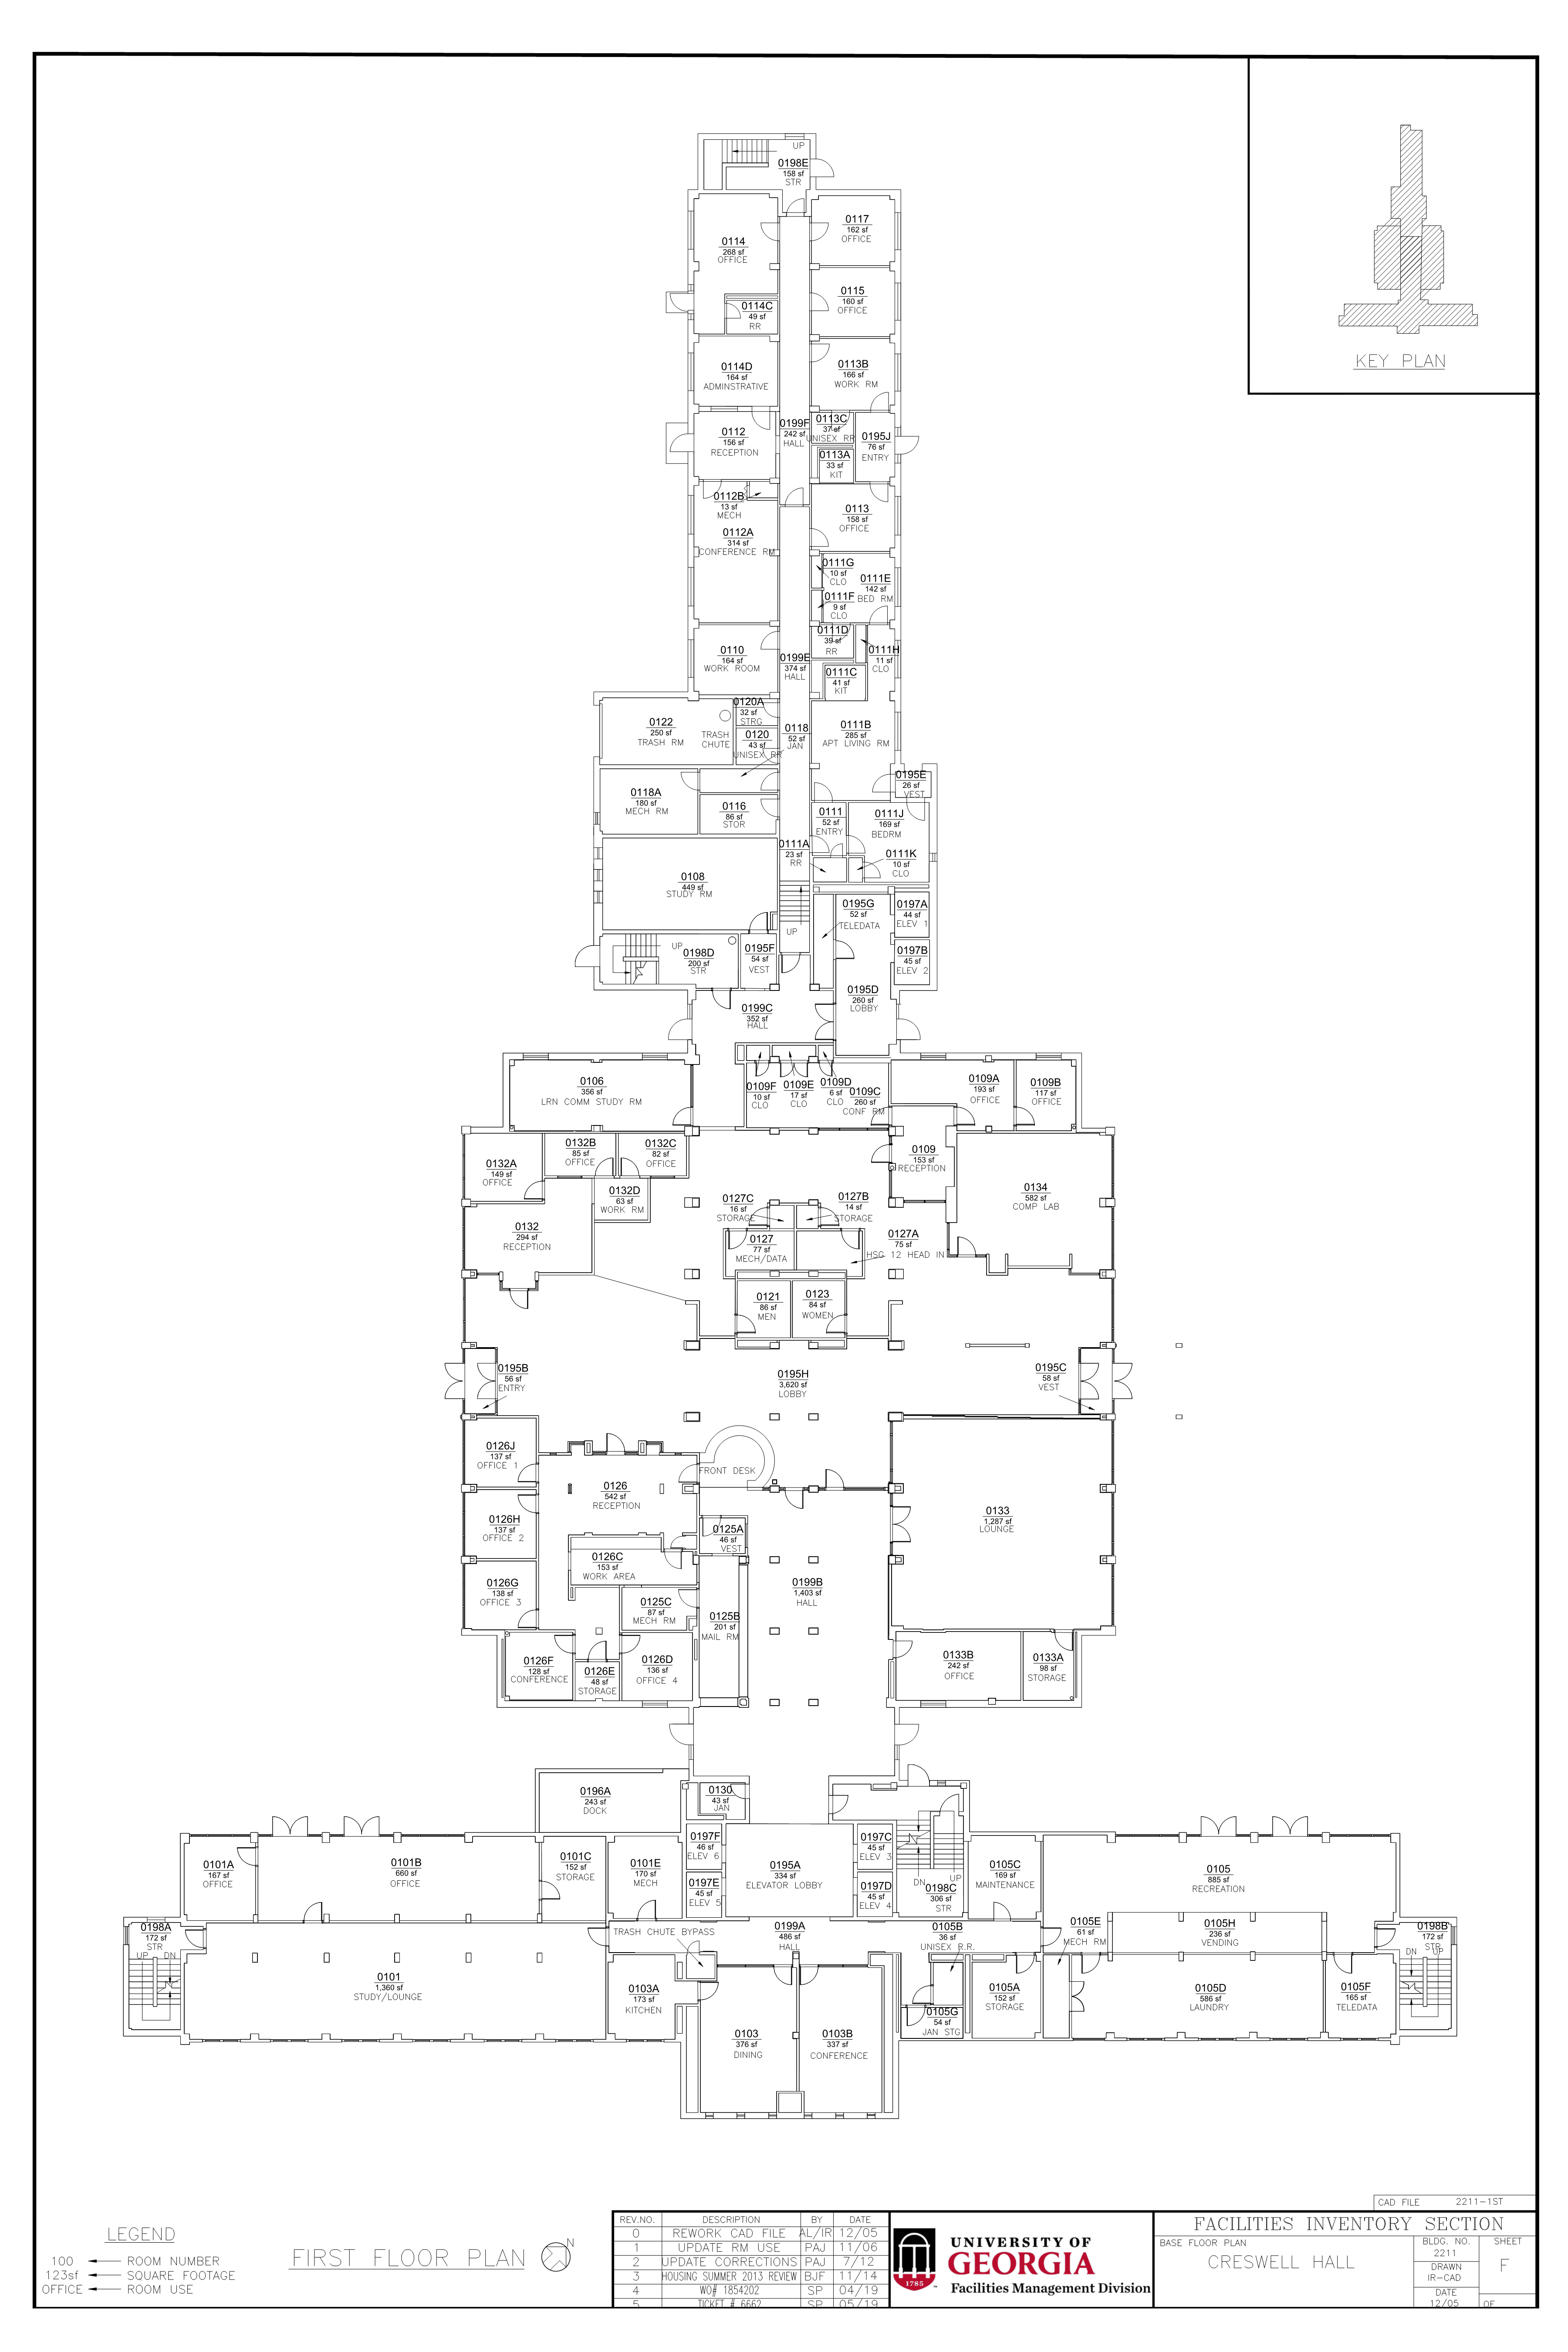 UP
0198E
158 sf
STR
0117
162 sf
OFFICE
0114
268 sf
OFFICE
0115
160 sf
OFFICE
0114C
49 sf
RR
KEY PLAN
0114D
164 sf
ADMINSTRATIVE
0113B
166 sf
WORK RM
0112
156 sf
RECEPTION
0199F
242 sf
HALL
0113C
37 sf
UNISEX RR
0195J
76 sf
ENTRY
0113A
33 sf
KIT
0112B
13 sf
MECH
0113
158 sf
OFFICE
0112A
314 sf
CONFERENCE RM
0111G
10 sf
CLO
0111E
142 sf
BED RM
0111F
9 sf
CLO
0111D
39 sf
RR
0110
164 sf
WORK ROOM
0199E
374 sf
HALL
0111H
11 sf
CLO
0111C
41 sf
KIT
0120A
32 sf
STRG
0122
250 sf
TRASH RM
TRASH
CHUTE
0120
43 sf
UNISEX RR
0118
52 sf
JAN
0111B
285 sf
APT LIVING RM
0195E
26 sf
VEST
0118A
180 sf
MECH RM
0116
86 sf
STOR
0111
52 sf
ENTRY
0111J
169 sf
BEDRM
0111A
23 sf
RR
0111K
10 sf
CLO
0108
449 sf
STUDY RM
0195G
52 sf
TELEDATA
0197A
44 sf
ELEV 1
UP
UP
0198D
200 sf
STR
0195F
54 sf
VEST
0197B
45 sf
ELEV 2
0195D
260 sf
LOBBY
0199C
352 sf
HALL
0106
356 sf
LRN COMM STUDY RM
0109F
10 sf
CLO
0109E
17 sf
CLO
0109D
6 sf
CLO
0109C
260 sf
CONF RM
0109A
193 sf
OFFICE
0109B
117 sf
OFFICE
0132A
149 sf
OFFICE
0132B
85 sf
OFFICE
0132C
82 sf
OFFICE
0109
153 sf
RECEPTION
0132D
63 sf
WORK RM
0127C
16 sf
STORAGE
0127B
14 sf
STORAGE
0134
582 sf
COMP LAB
0132
294 sf
RECEPTION
0127
77 sf
MECH/DATA
0127A
75 sf
HSG 12 HEAD IN
0121
86 sf
MEN
0123
84 sf
WOMEN
0195B
56 sf
ENTRY
0195H
3,620 sf
LOBBY
0195C
58 sf
VEST
0126J
137 sf
OFFICE 1
FRONT DESK
0126
542 sf
RECEPTION
0126H
137 sf
OFFICE 2
0133
1,287 sf
LOUNGE
0125A
46 sf
VEST
0126C
153 sf
WORK AREA
0126G
138 sf
OFFICE 3
0199B
1,403 sf
HALL
0125C
87 sf
MECH RM
0125B
201 sf
MAIL RM
0126F
128 sf
CONFERENCE
0126E
48 sf
STORAGE
0126D
136 sf
OFFICE 4
0133B
242 sf
OFFICE
0133A
98 sf
STORAGE
0196A
243 sf
DOCK
0130
43 sf
JAN
0197F
46 sf
ELEV 6
0197C
45 sf
ELEV 3
0101A
167 sf
OFFICE
0101B
660 sf
OFFICE
0101C
152 sf
STORAGE
0101E
170 sf
MECH
0195A
334 sf
ELEVATOR LOBBY
0105C
169 sf
MAINTENANCE
0105
885 sf
RECREATION
0197E
45 sf
ELEV 5
0197D
45 sf
ELEV 4
DN
UP
0198C
306 sf
STR
0198A
172 sf
STR
UP DN
TRASH CHUTE BYPASS
0199A
486 sf
HALL
0105B
36 sf
UNISEX R.R.
0105E
61 sf
MECH RM
0105H
236 sf
VENDING
0198B
172 sf
STR
DN UP
0101
1,360 sf
STUDY/LOUNGE
0103A
173 sf
KITCHEN
0105A
152 sf
STORAGE
0105D
586 sf
LAUNDRY
0105F
165 sf
TELEDATA
0105G
54 sf
JAN STG
0103
376 sf
DINING
0103B
337 sf
CONFERENCE
CAD FILE 2211-1ST
LEGEND
100 ROOM NUMBER
123sf SQUARE FOOTAGE
OFFICE ROOM USE
FIRST FLOOR PLAN
N
REV.NO. DESCRIPTION BY DATE
0 REWORK CAD FILE AL/IR 12/05
1 UPDATE RM USE PAJ 11/06
2 UPDATE CORRECTIONS PAJ 7/12
3 HOUSING SUMMER 2013 REVIEW BJF 11/14
4 WO# 1854202 SP 04/19
5 TICKET # 6662 SP 05/19
1785
UNIVERSITY OF
GEORGIA
Facilities Management Division
FACILITIES INVENTORY SECTION
BASE FLOOR PLAN
CRESWELL HALL
BLDG. NO.
2211
DRAWN
IR-CAD
DATE
12/05
SHEET
F
OF